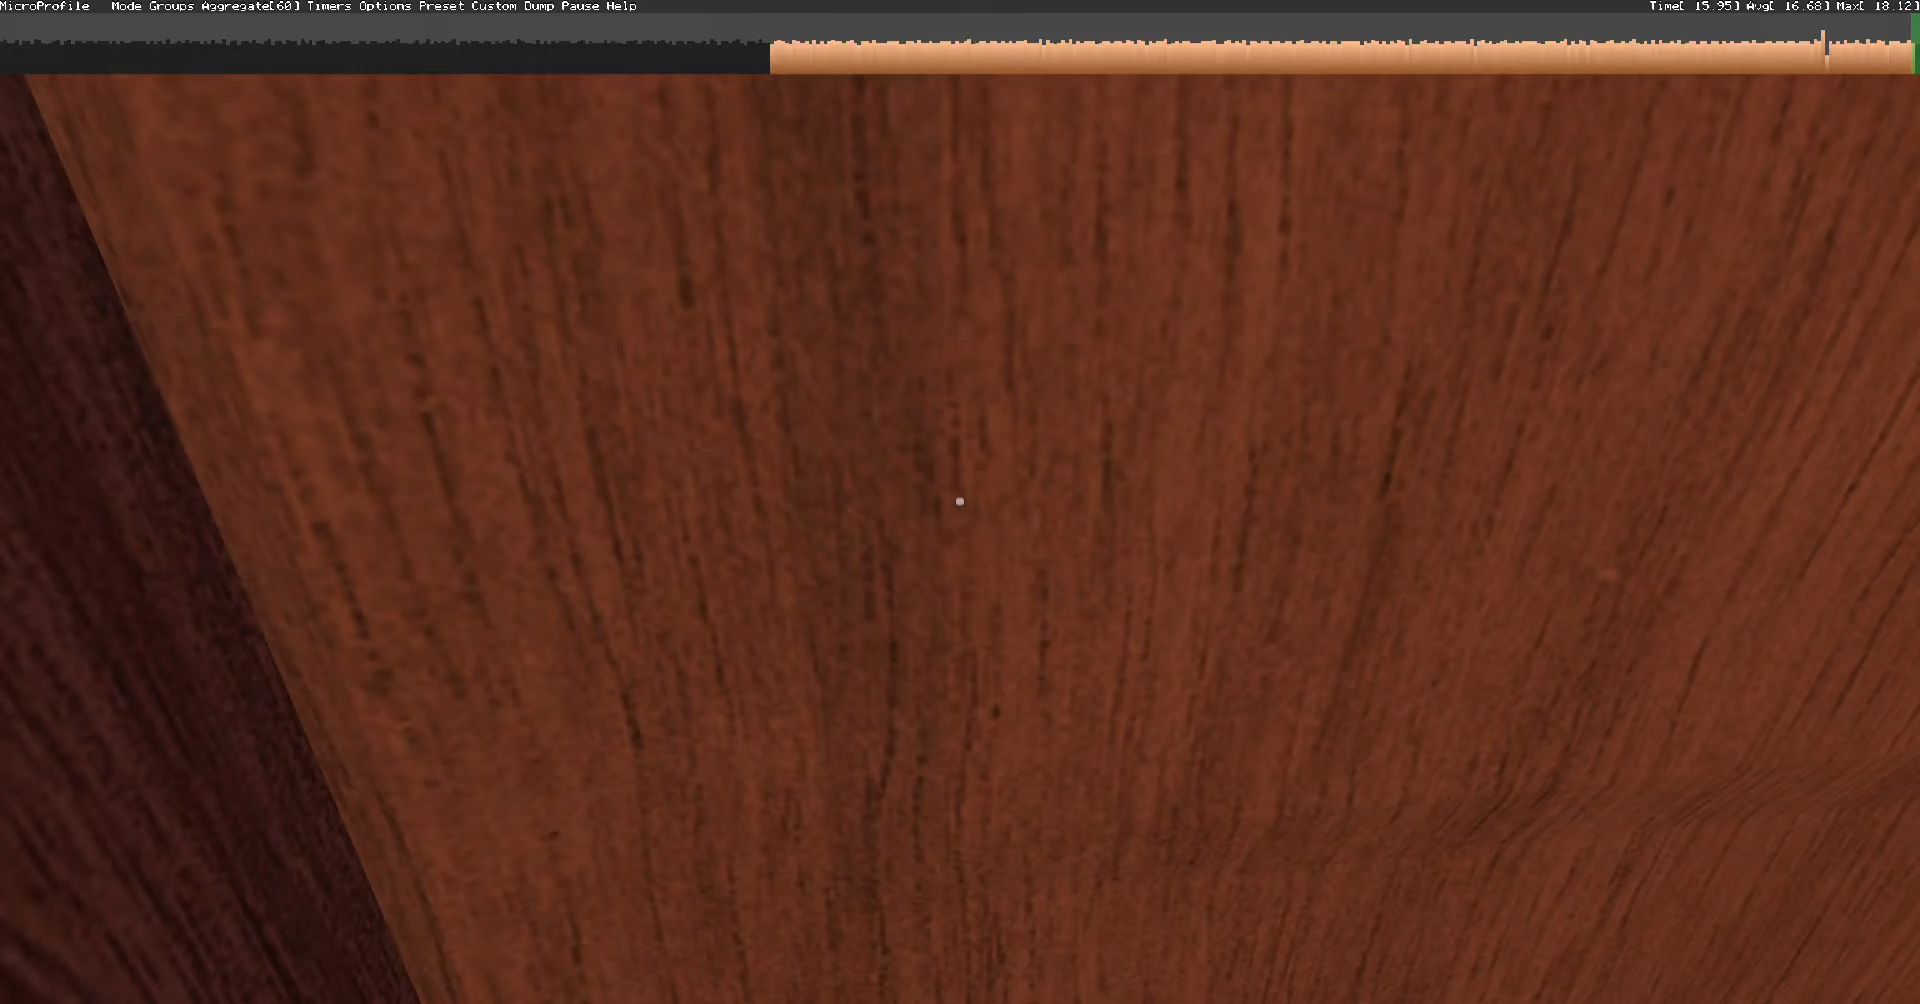 MicroProfile Mode Groups Aggregate[60] Timers Options Preset Custom Dump Pause Help Time[ 15.95] Avg[ 16.68] Max[ 18.12]